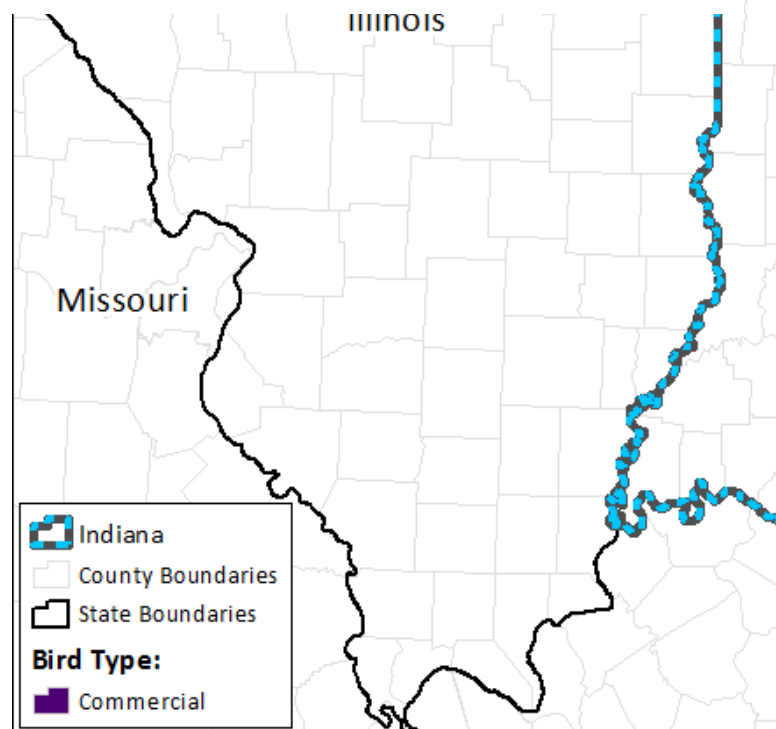 Illinois
Missouri
Indiana
County Boundaries
State Boundaries
Bird Type:
Commercial